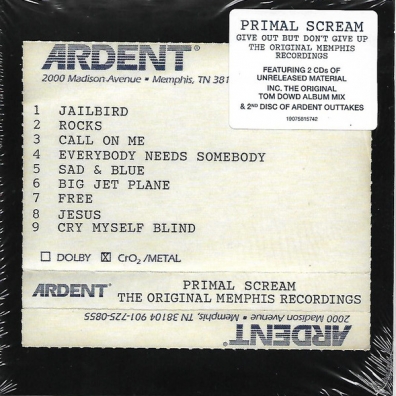 PRIMAL SCREAM
GIVE OUT BUT DON'T GIVE UP
THE ORIGINAL MEMPHIS
RECORDINGS
FEATURING 2 CDs OF
UNRELEASED MATERIAL
INC. THE ORIGINAL
TOM DOWD ALBUM MIX
& 2ND DISC OF ARDENT OUTTAKES
19075815742
ARDENT®
2000 Madison Avenue • Memphis, TN 381
1 JAILBIRD
2 ROCKS
3 CALL ON ME
4 EVERYBODY NEEDS SOMEBODY
5 SAD & BLUE
6 BIG JET PLANE
7 FREE
8 JESUS
9 CRY MYSELF BLIND
☐ DOLBY ☒ CrO₂/METAL
ARDENT® PRIMAL SCREAM
THE ORIGINAL MEMPHIS RECORDINGS
2000 Madison Avenue • Memphis, TN 38104 901-725-0855
ARDENT®